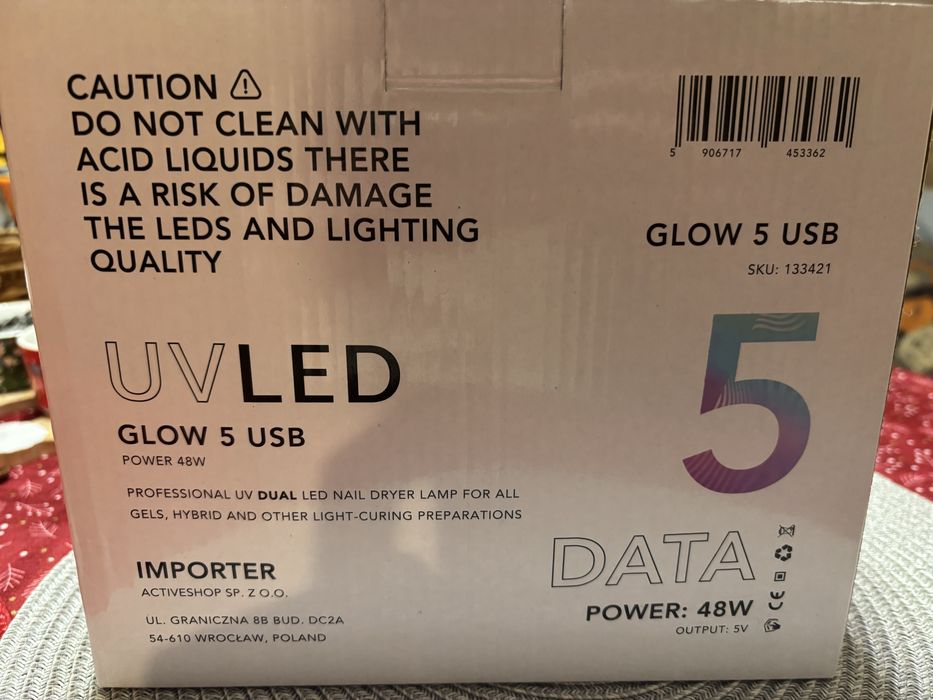 CAUTION
DO NOT CLEAN WITH
ACID LIQUIDS THERE
IS A RISK OF DAMAGE
THE LEDS AND LIGHTING
QUALITY
5 906717 453362
GLOW 5 USB
SKU: 133421
5
UVLED
GLOW 5 USB
POWER 48W
PROFESSIONAL UV DUAL LED NAIL DRYER LAMP FOR ALL
GELS, HYBRID AND OTHER LIGHT-CURING PREPARATIONS
IMPORTER
ACTIVESHOP SP. Z O.O.
UL. GRANICZNA 8B BUD. DC2A
54-610 WROCŁAW, POLAND
DATA
POWER: 48W
OUTPUT: 5V